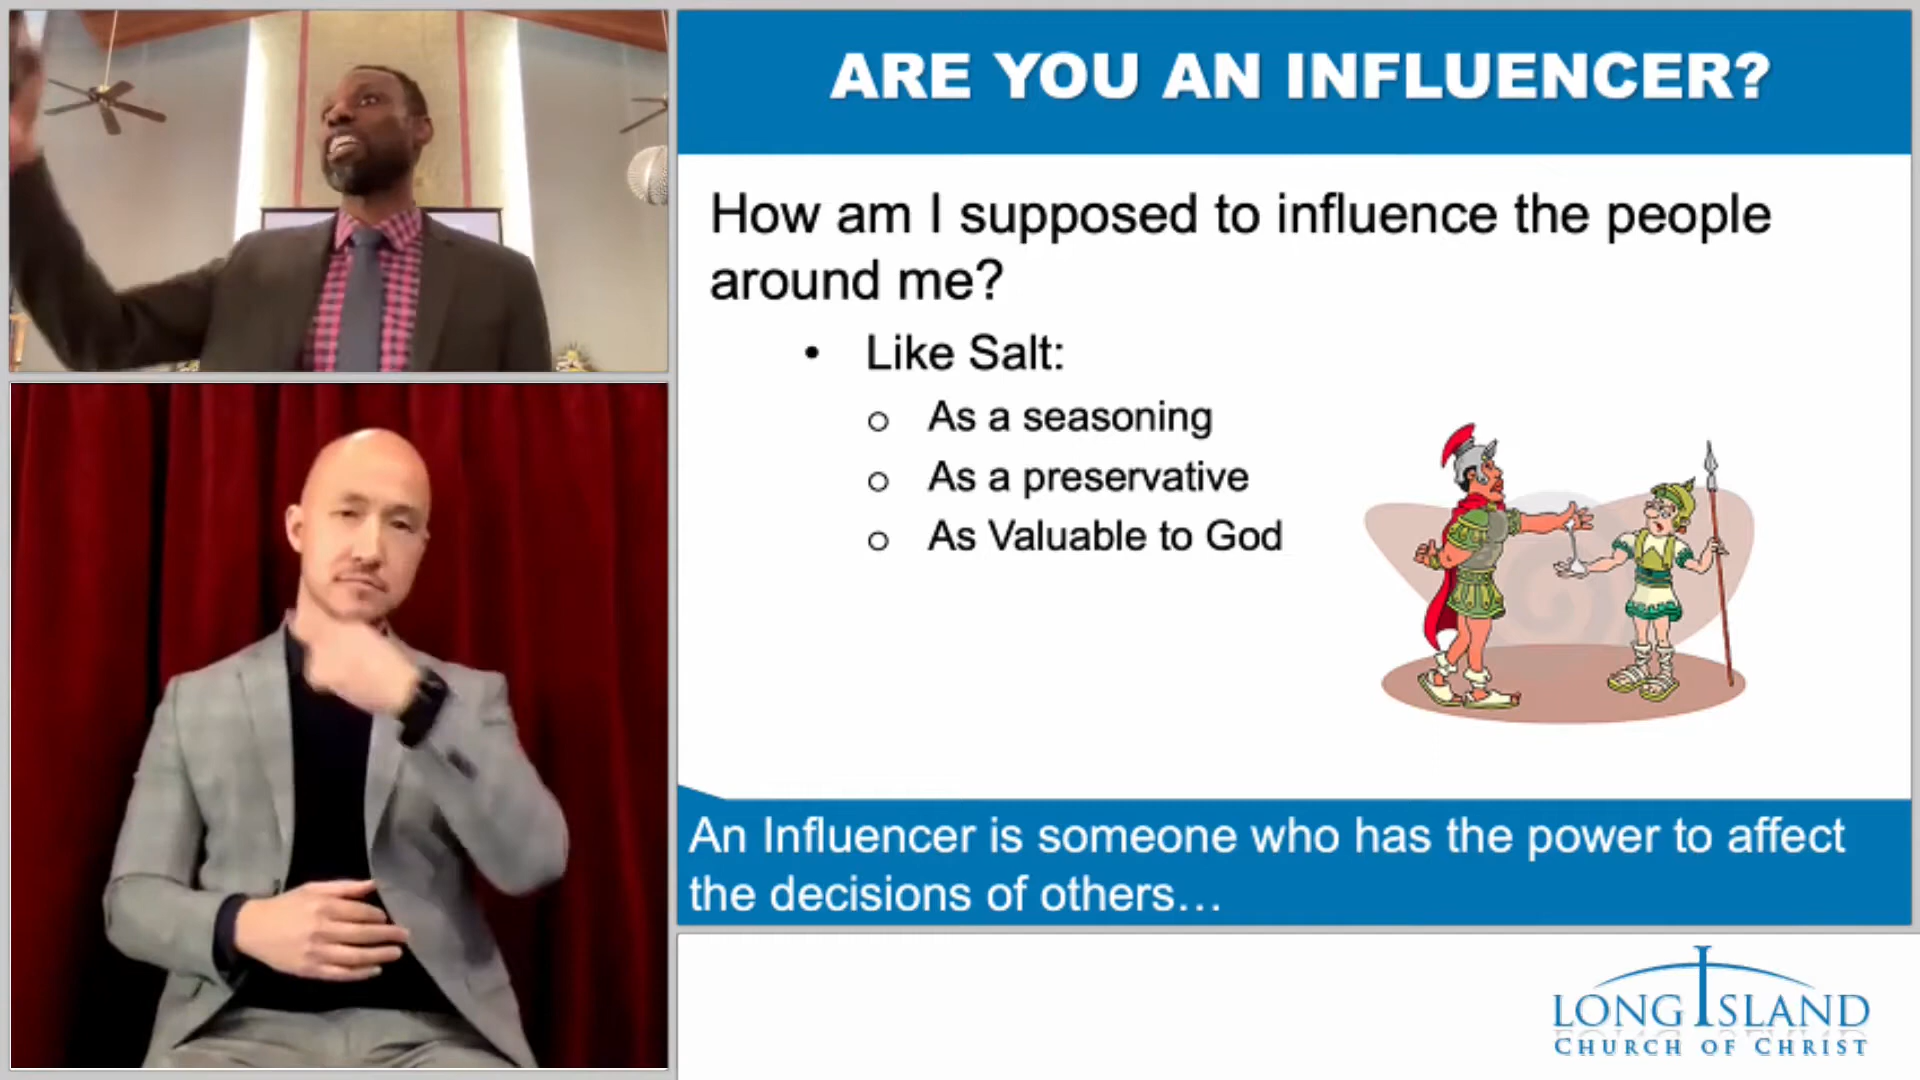 ARE YOU AN INFLUENCER?
How am I supposed to influence the people
around me?
• Like Salt:
o As a seasoning
o As a preservative
o As Valuable to God
An Influencer is someone who has the power to affect
the decisions of others…
LONG ISLAND
CHURCH OF CHRIST